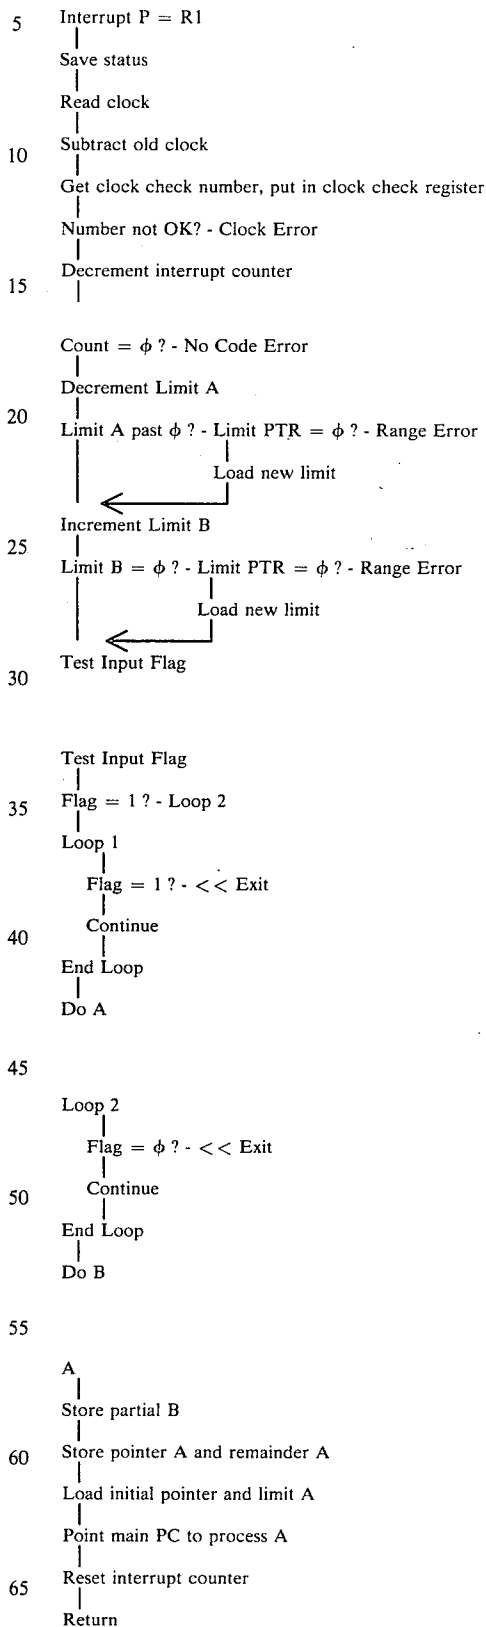 5 Interrupt P = R1
Save status
Read clock
Subtract old clock
10
Get clock check number, put in clock check register
Number not OK? - Clock Error
Decrement interrupt counter
15
Count = ϕ ? - No Code Error
Decrement Limit A
20
Limit A past ϕ ? - Limit PTR = ϕ ? - Range Error
Load new limit
Increment Limit B
25
Limit B = ϕ ? - Limit PTR = ϕ ? - Range Error
Load new limit
Test Input Flag
30
Test Input Flag
35 Flag = 1 ? - Loop 2
Loop 1
Flag = 1 ? - << Exit
Continue
40
End Loop
Do A
45
Loop 2
Flag = ϕ ? - << Exit
Continue
50
End Loop
Do B
55
A
Store partial B
60 Store pointer A and remainder A
Load initial pointer and limit A
Point main PC to process A
Reset interrupt counter
65
Return